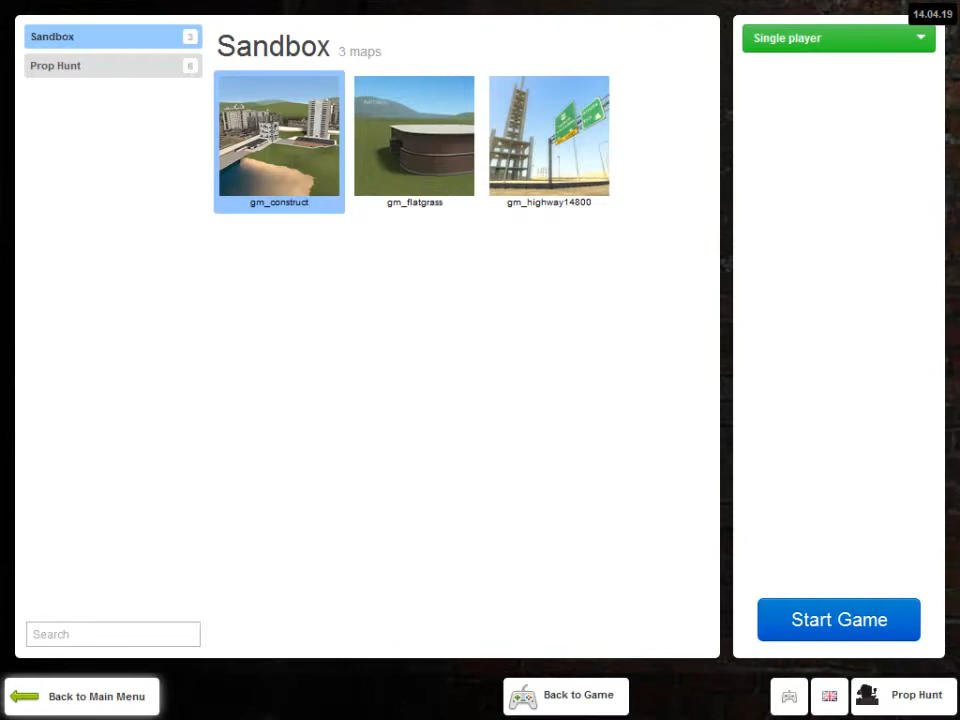 14.04.19
Sandbox 3
Prop Hunt 6
Sandbox 3 maps
gm_construct
gm_flatgrass
gm_highway14800
Single player
Search
Start Game
Back to Main Menu
Back to Game
Prop Hunt